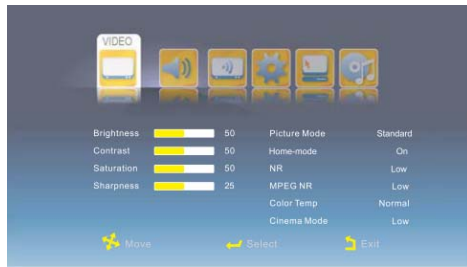 VIDEO
Brightness 50 Picture Mode Standard
Contrast 50 Home-mode On
Saturation 50 NR Low
Sharpness 25 MPEG NR Low
Color Temp Normal
Cinema Mode Low
Move Select Exit